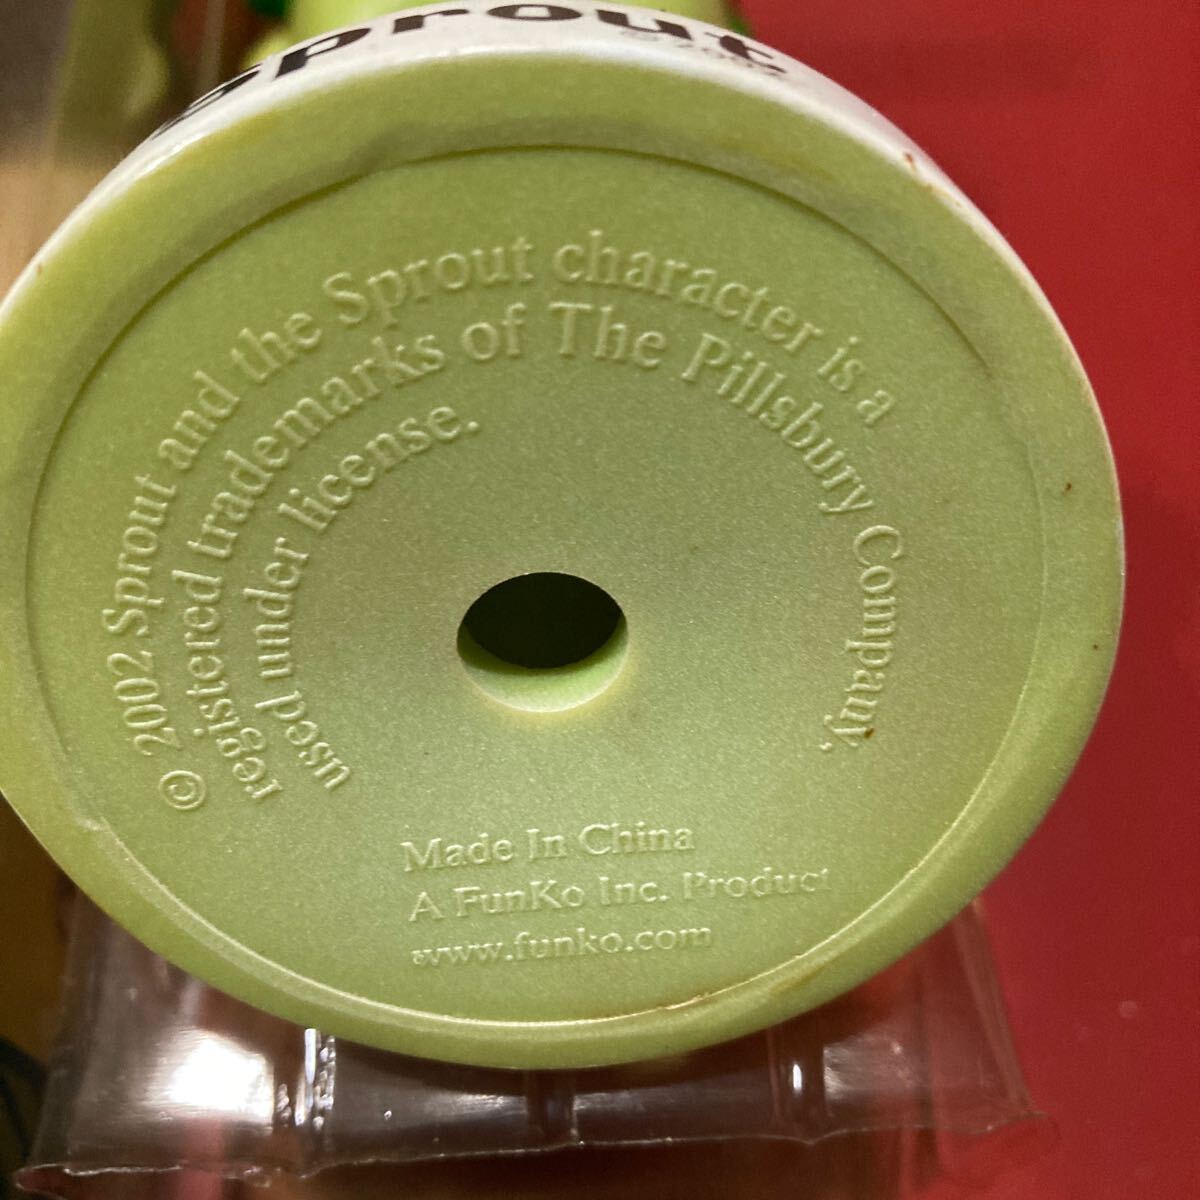 Sprout
© 2002 Sprout and the Sprout character is a
registered trademarks of The Pillsbury Company,
used under license.
Made In China
A FunKo Inc. Product
www.funko.com